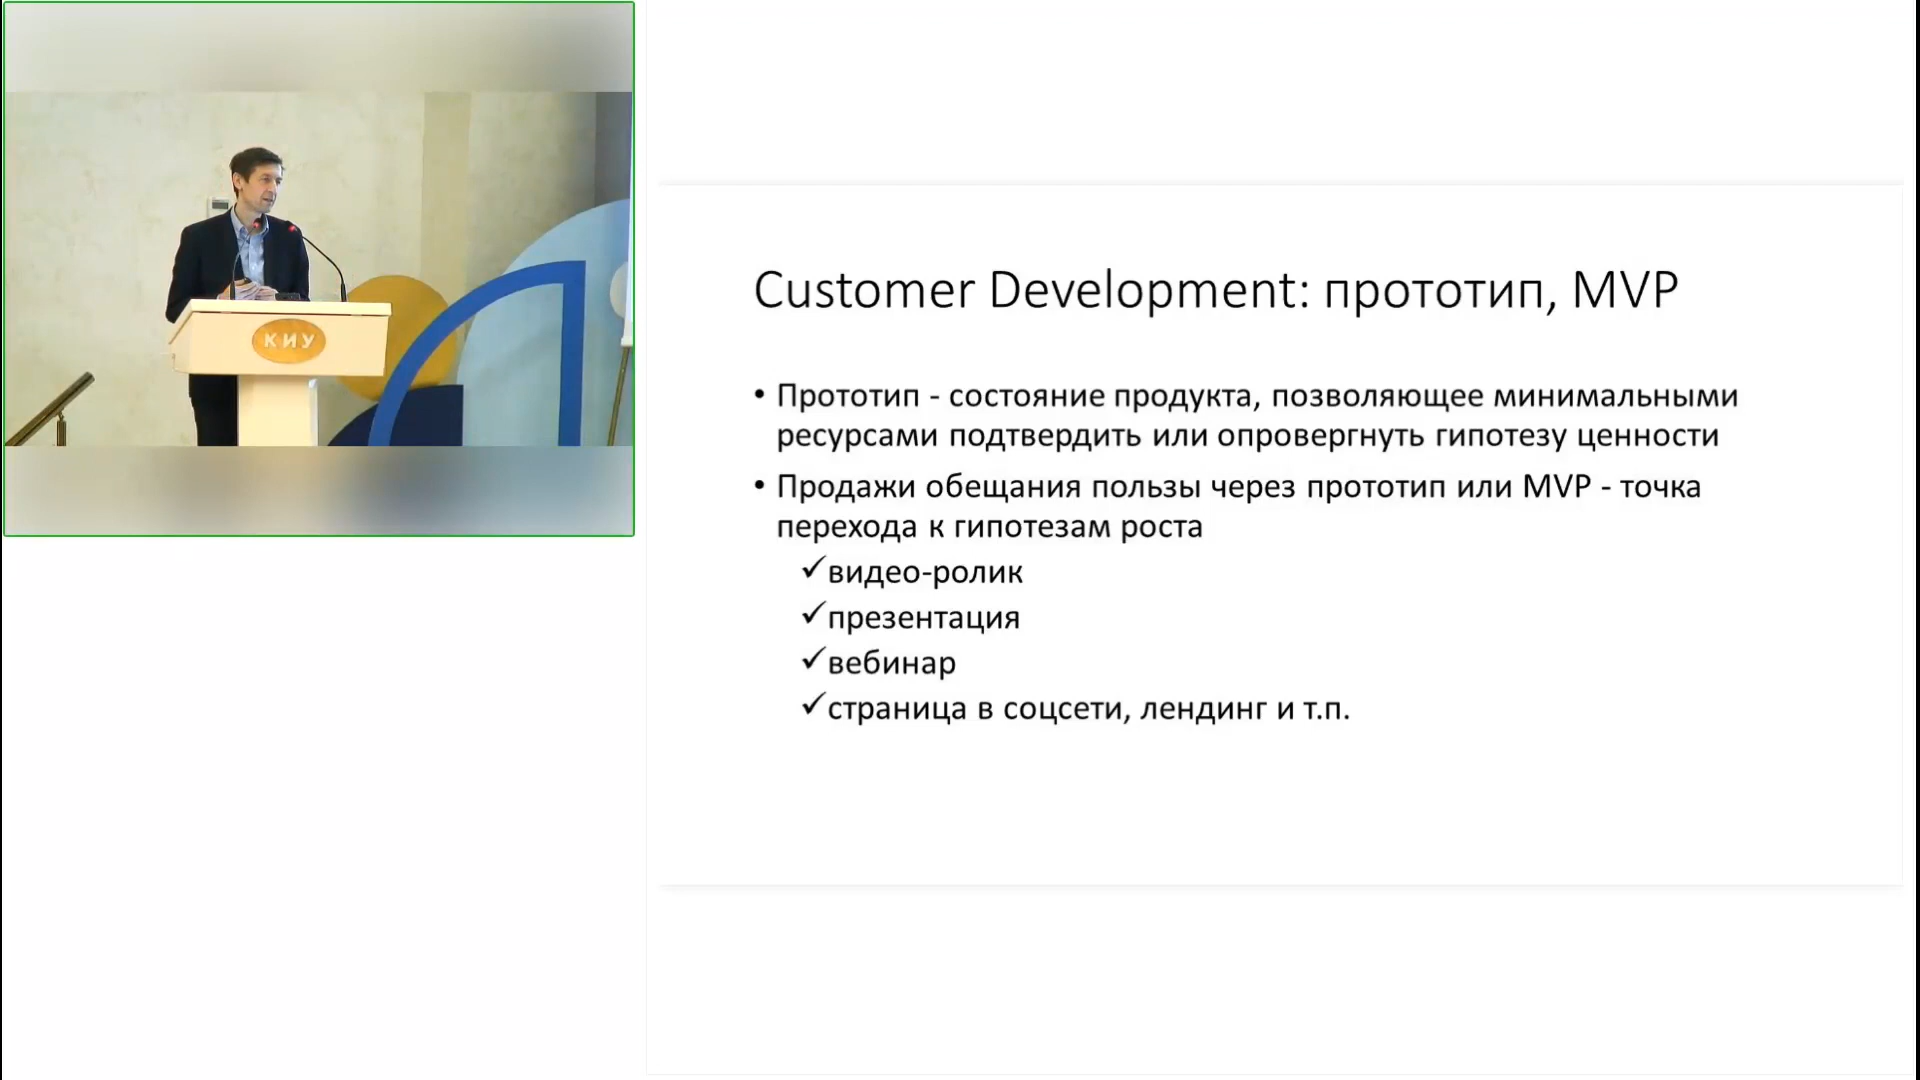 КИУ
Customer Development: прототип, MVP
• Прототип - состояние продукта, позволяющее минимальными
ресурсами подтвердить или опровергнуть гипотезу ценности
• Продажи обещания пользы через прототип или MVP - точка
перехода к гипотезам роста
✓видео-ролик
✓презентация
✓вебинар
✓страница в соцсети, лендинг и т.п.